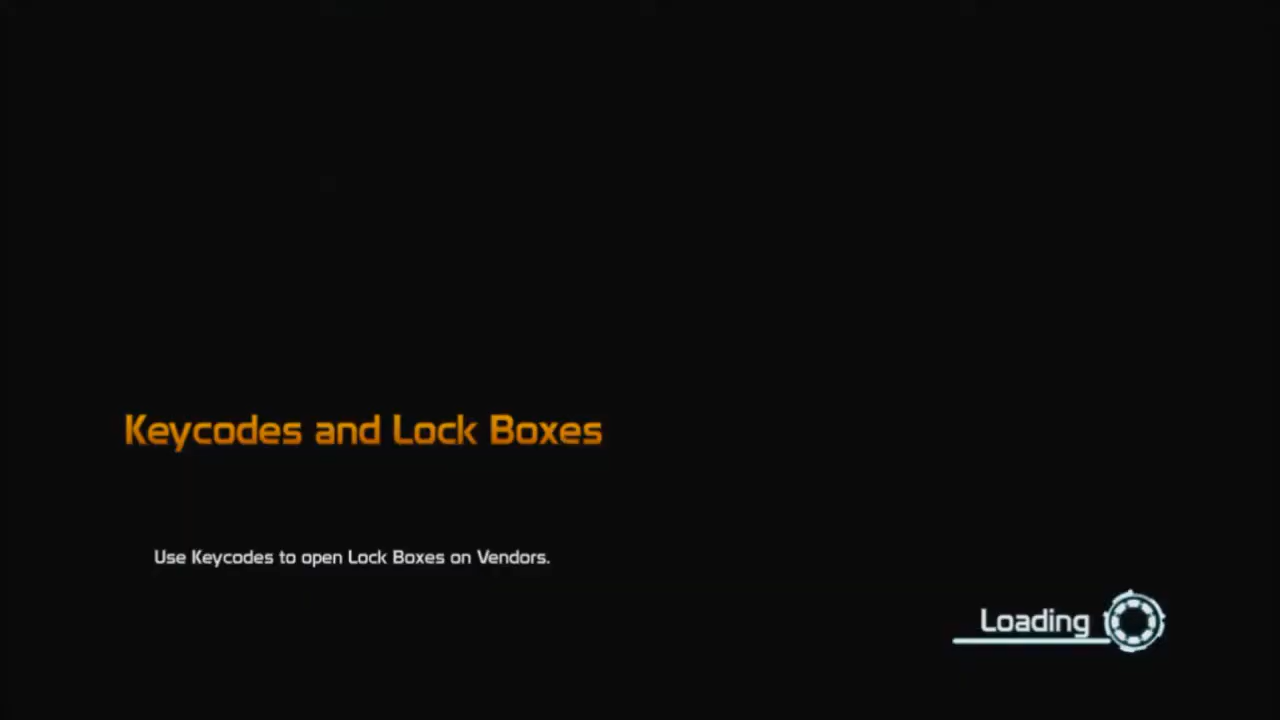 Keycodes and Lock Boxes
Use Keycodes to open Lock Boxes on Vendors.
Loading